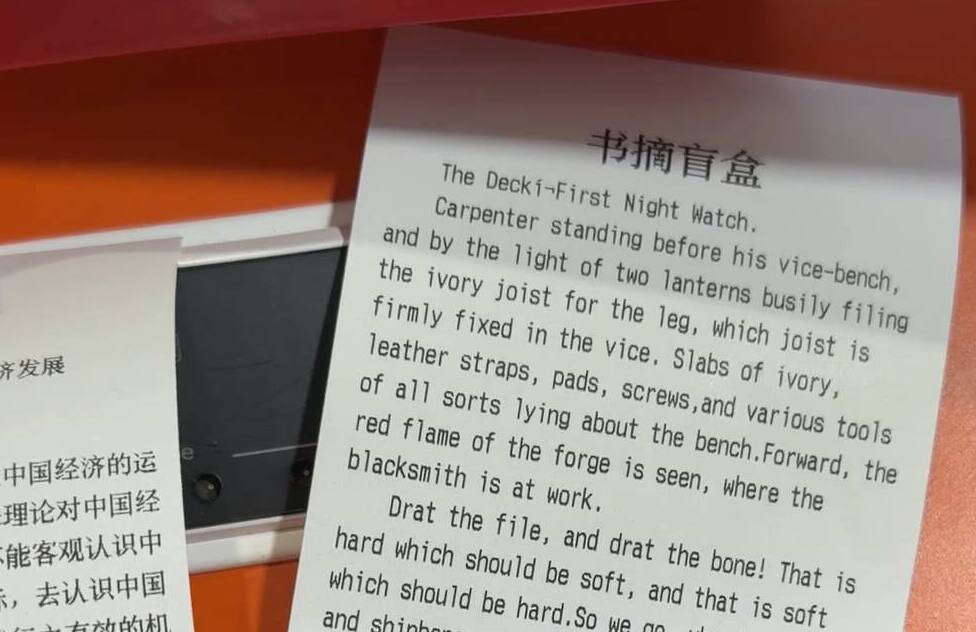 书摘盲盒
The Deckí¬First Night Watch.
Carpenter standing before his vice-bench,
and by the light of two lanterns busily filing
the ivory joist for the leg, which joist is
firmly fixed in the vice. Slabs of ivory,
leather straps, pads, screws,and various tools
of all sorts lying about the bench.Forward, the
red flame of the forge is seen, where the
blacksmith is at work.
Drat the file, and drat the bone! That is
hard which should be soft, and that is soft
which should be hard.So we go,
and
济发展
中国经济的运
理论对中国经
能客观认识中
,去认识中国
有效的机